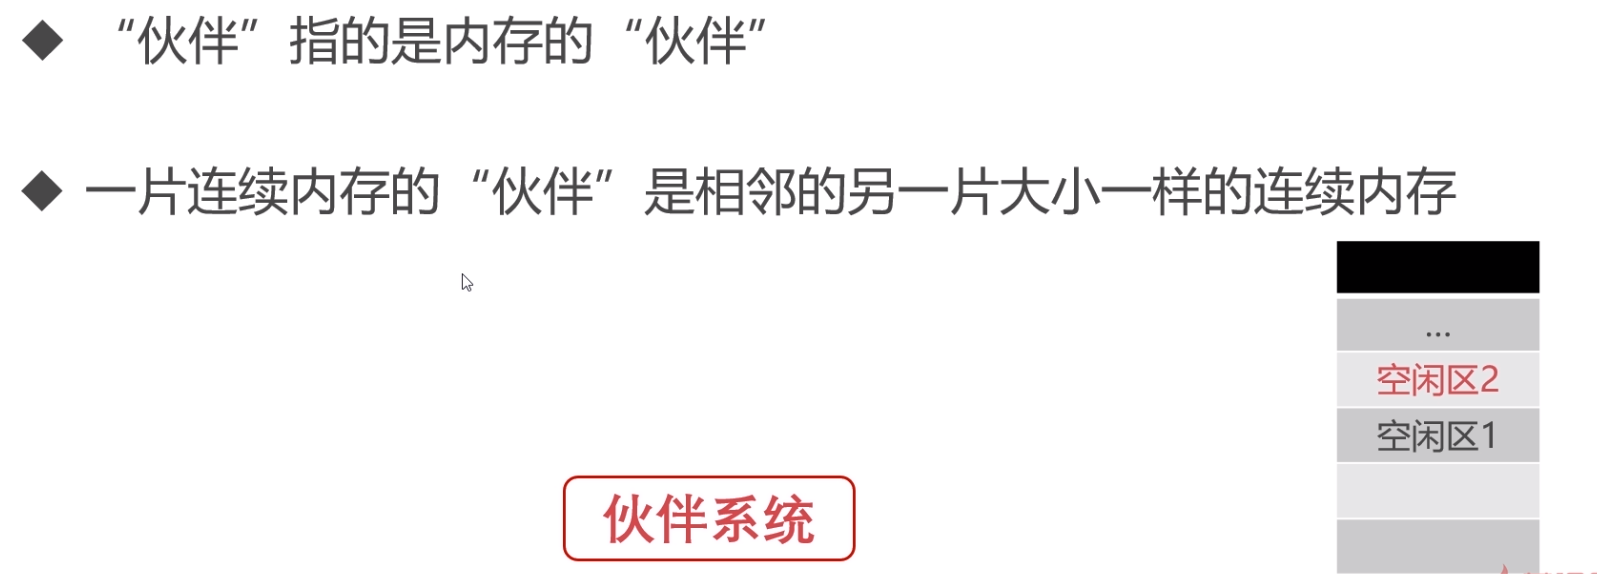 “伙伴”指的是内存的“伙伴”
一片连续内存的“伙伴”是相邻的另一片大小一样的连续内存
...
空闲区2
空闲区1
伙伴系统